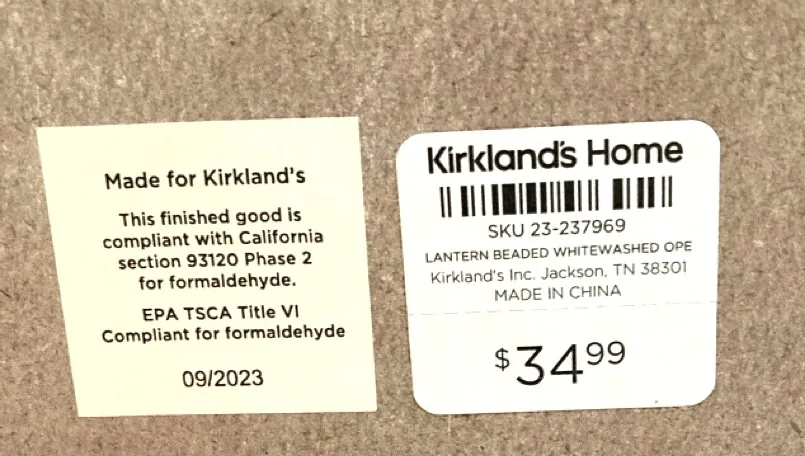 Made for Kirkland's
This finished good is
compliant with California
section 93120 Phase 2
for formaldehyde.
EPA TSCA Title VI
Compliant for formaldehyde
09/2023
Kirkland's Home
SKU 23-237969
LANTERN BEADED WHITEWASHED OPE
Kirkland's Inc. Jackson, TN 38301
MADE IN CHINA
$3499